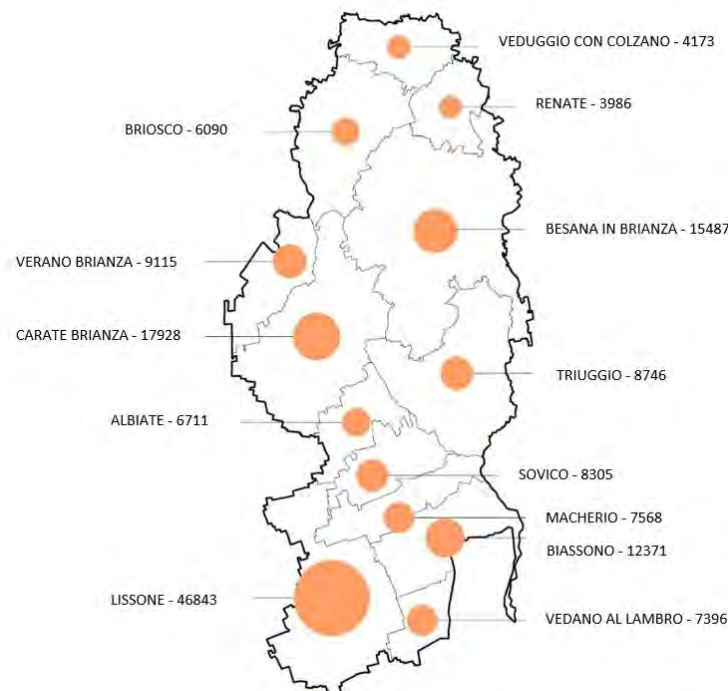 VEDUGGIO CON COLZANO - 4173
RENATE - 3986
BRIOSCO - 6090
BESANA IN BRIANZA - 15487
VERANO BRIANZA - 9115
CARATE BRIANZA - 17928
TRIUGGIO - 8746
ALBIATE - 6711
SOVICO - 8305
MACHERIO - 7568
BIASSONO - 12371
LISSONE - 46843
VEDANO AL LAMBRO - 7396